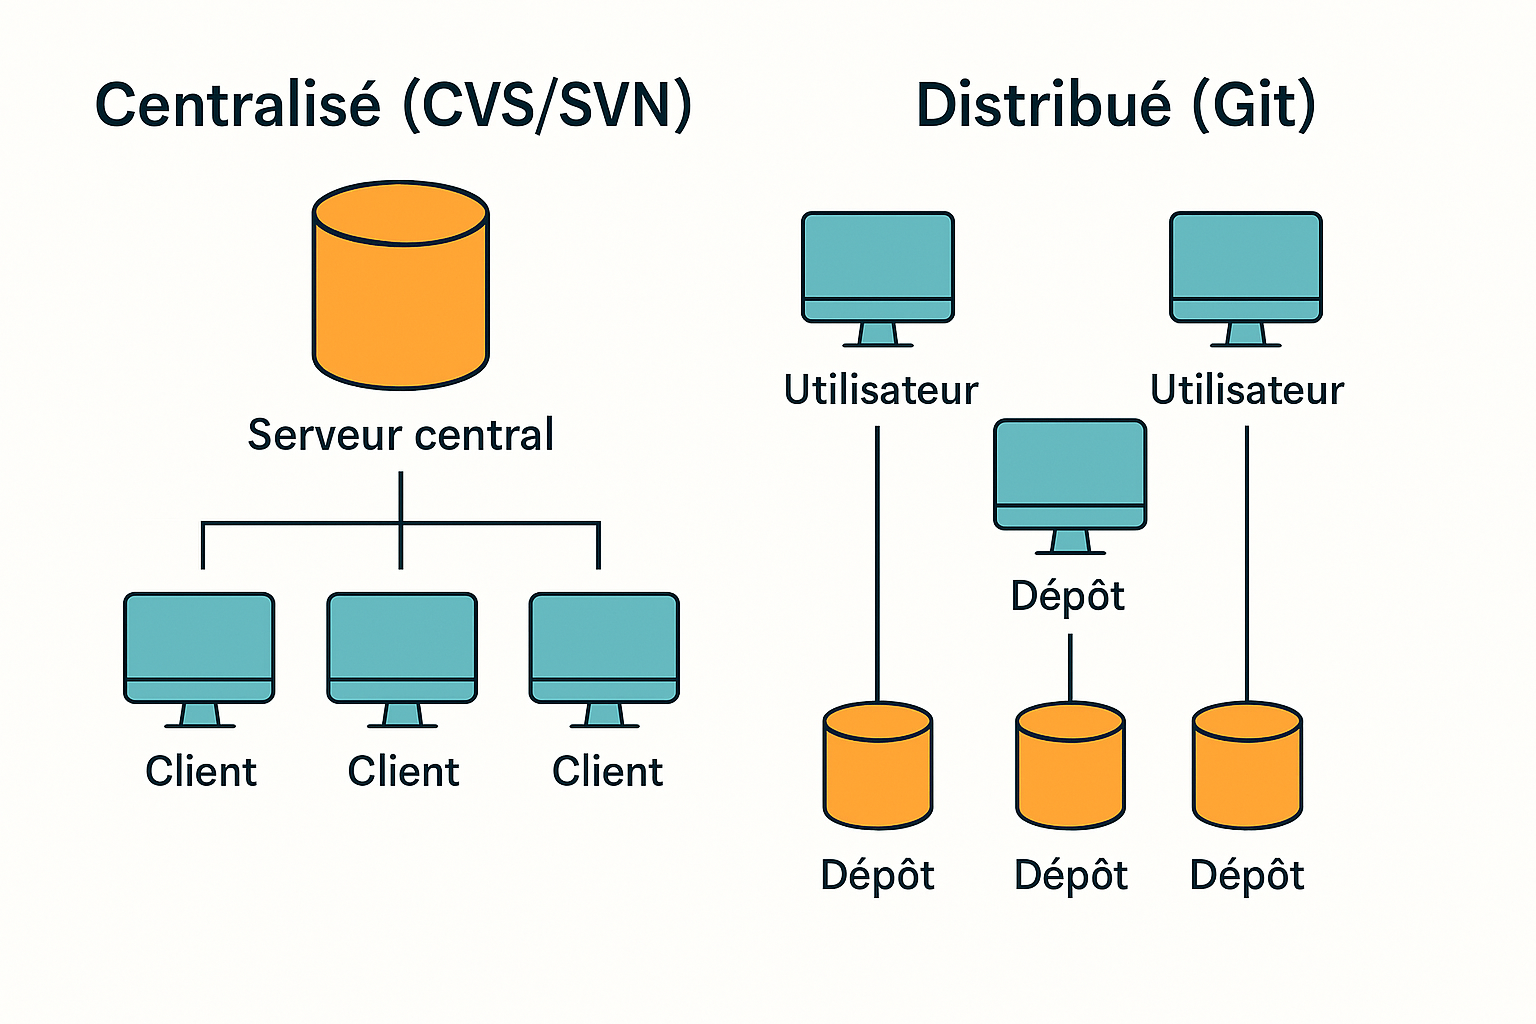 Centralisé (CVS/SVN)
Serveur central
Client Client Client
Distribué (Git)
Utilisateur Utilisateur
Dépôt
Dépôt Dépôt Dépôt